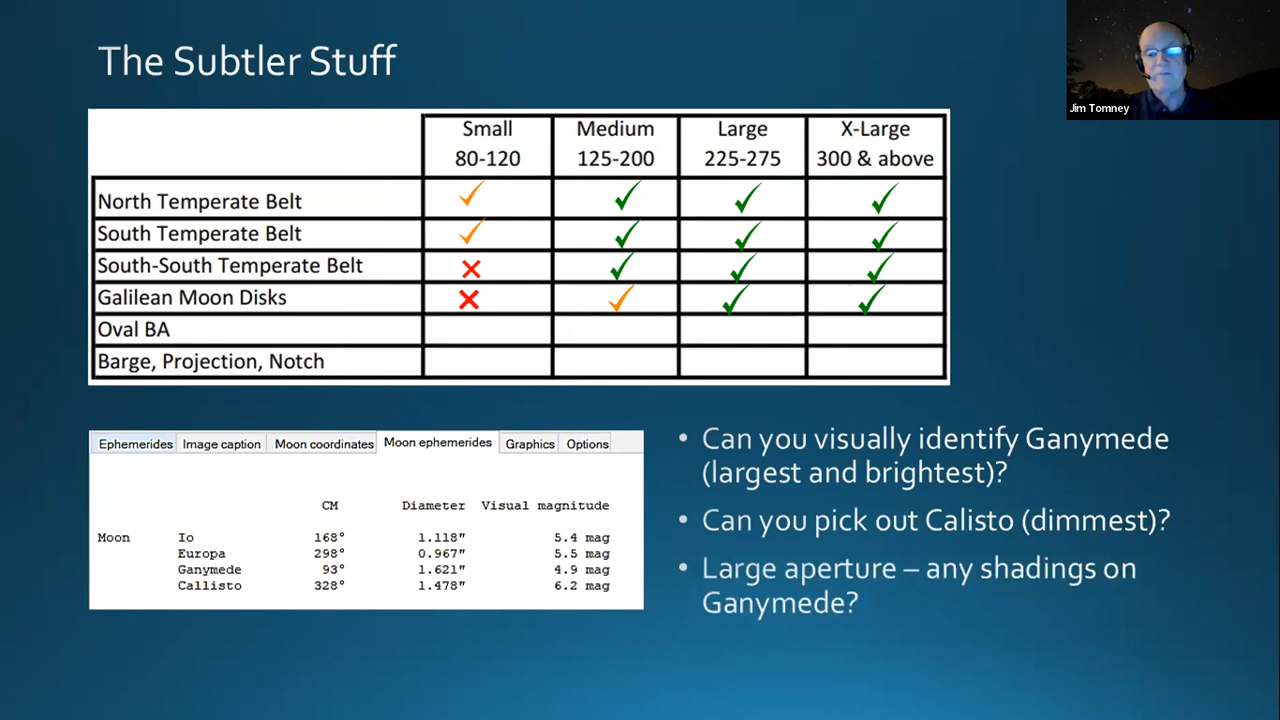 The Subtler Stuff
Jim Tomney
Small Medium Large X-Large
80-120 125-200 225-275 300 & above
North Temperate Belt
South Temperate Belt
South-South Temperate Belt
Galilean Moon Disks
Oval BA
Barge, Projection, Notch
Ephemerides Image caption Moon coordinates Moon ephemerides Graphics Options
CM Diameter Visual magnitude
Moon Io 168° 1.118" 5.4 mag
Europa 298° 0.967" 5.5 mag
Ganymede 93° 1.621" 4.9 mag
Callisto 328° 1.478" 6.2 mag
• Can you visually identify Ganymede
(largest and brightest)?
• Can you pick out Calisto (dimmest)?
• Large aperture – any shadings on
Ganymede?